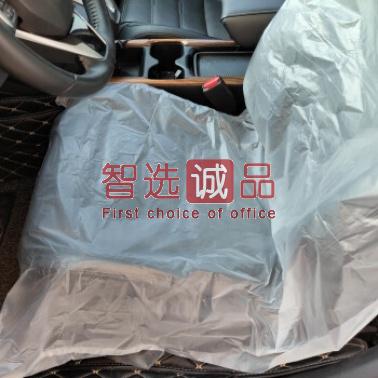 智选诚品
First choice of office